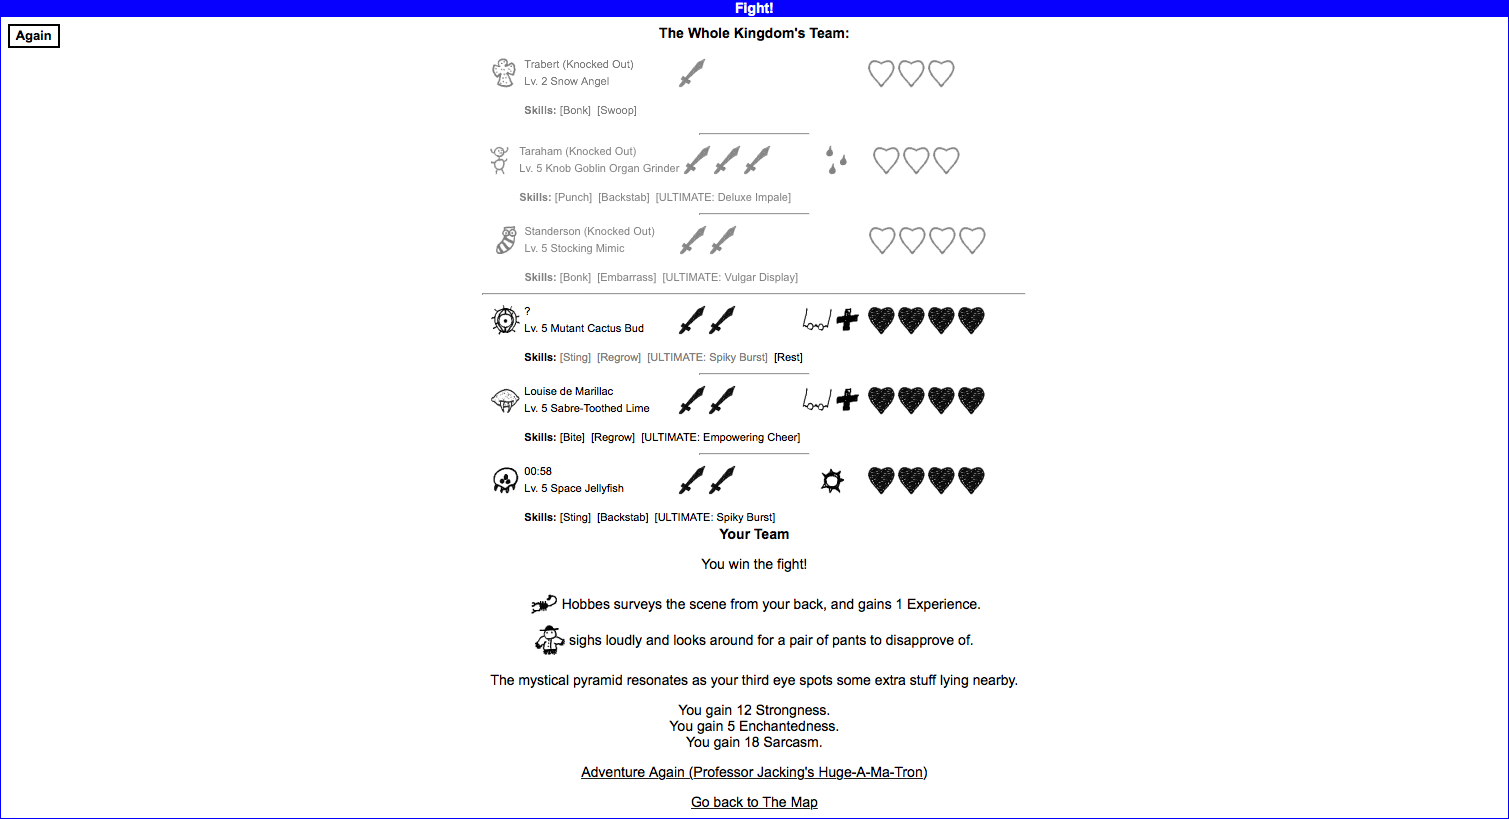 Fight!
Again
The Whole Kingdom's Team:
Trabert (Knocked Out)
Lv. 2 Snow Angel
Skills: [Bonk] [Swoop]
Taraham (Knocked Out)
Lv. 5 Knob Goblin Organ Grinder
Skills: [Punch] [Backstab] [ULTIMATE: Deluxe Impale]
Standerson (Knocked Out)
Lv. 5 Stocking Mimic
Skills: [Bonk] [Embarrass] [ULTIMATE: Vulgar Display]
?
Lv. 5 Mutant Cactus Bud
Skills: [Sting] [Regrow] [ULTIMATE: Spiky Burst] [Rest]
Louise de Marillac
Lv. 5 Sabre-Toothed Lime
Skills: [Bite] [Regrow] [ULTIMATE: Empowering Cheer]
00:58
Lv. 5 Space Jellyfish
Skills: [Sting] [Backstab] [ULTIMATE: Spiky Burst]
Your Team
You win the fight!
Hobbes surveys the scene from your back, and gains 1 Experience.
sighs loudly and looks around for a pair of pants to disapprove of.
The mystical pyramid resonates as your third eye spots some extra stuff lying nearby.
You gain 12 Strongness.
You gain 5 Enchantedness.
You gain 18 Sarcasm.
Adventure Again (Professor Jacking's Huge-A-Ma-Tron)
Go back to The Map